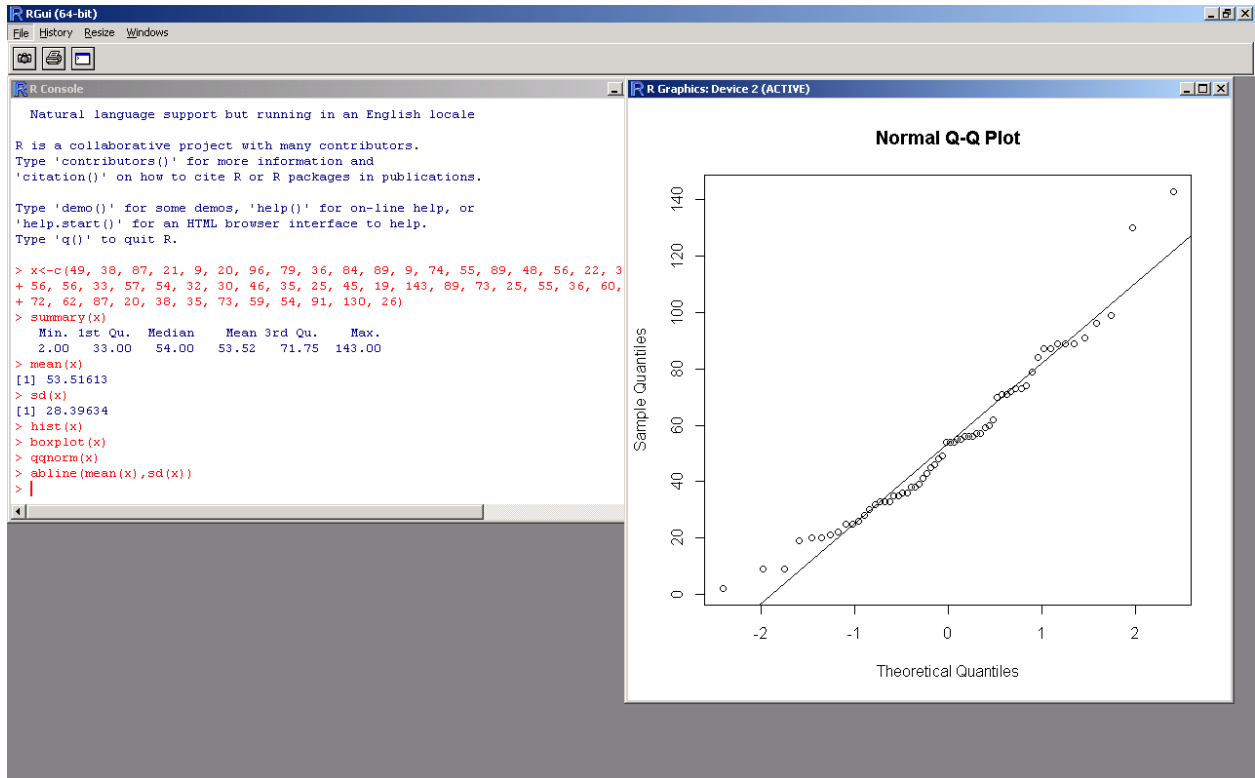 RGui (64-bit)
File History Resize Windows
R Console
Natural language support but running in an English locale
R is a collaborative project with many contributors.
Type 'contributors()' for more information and
'citation()' on how to cite R or R packages in publications.
Type 'demo()' for some demos, 'help()' for on-line help, or
'help.start()' for an HTML browser interface to help.
Type 'q()' to quit R.
> x<-c(49, 38, 87, 21, 9, 20, 96, 79, 36, 84, 89, 9, 74, 55, 89, 48, 56, 22, 3
+ 56, 56, 33, 57, 54, 32, 30, 46, 35, 25, 45, 19, 143, 89, 73, 25, 55, 36, 60,
+ 72, 62, 87, 20, 38, 35, 73, 59, 54, 91, 130, 26)
> summary(x)
Min. 1st Qu. Median Mean 3rd Qu. Max.
2.00 33.00 54.00 53.52 71.75 143.00
> mean(x)
[1] 53.51613
> sd(x)
[1] 28.39634
> hist(x)
> boxplot(x)
> qqnorm(x)
> abline(mean(x),sd(x))
>
R Graphics: Device 2 (ACTIVE)
Normal Q-Q Plot
Sample Quantiles
140
120
100
80
60
40
20
0
-2 -1 0 1 2
Theoretical Quantiles